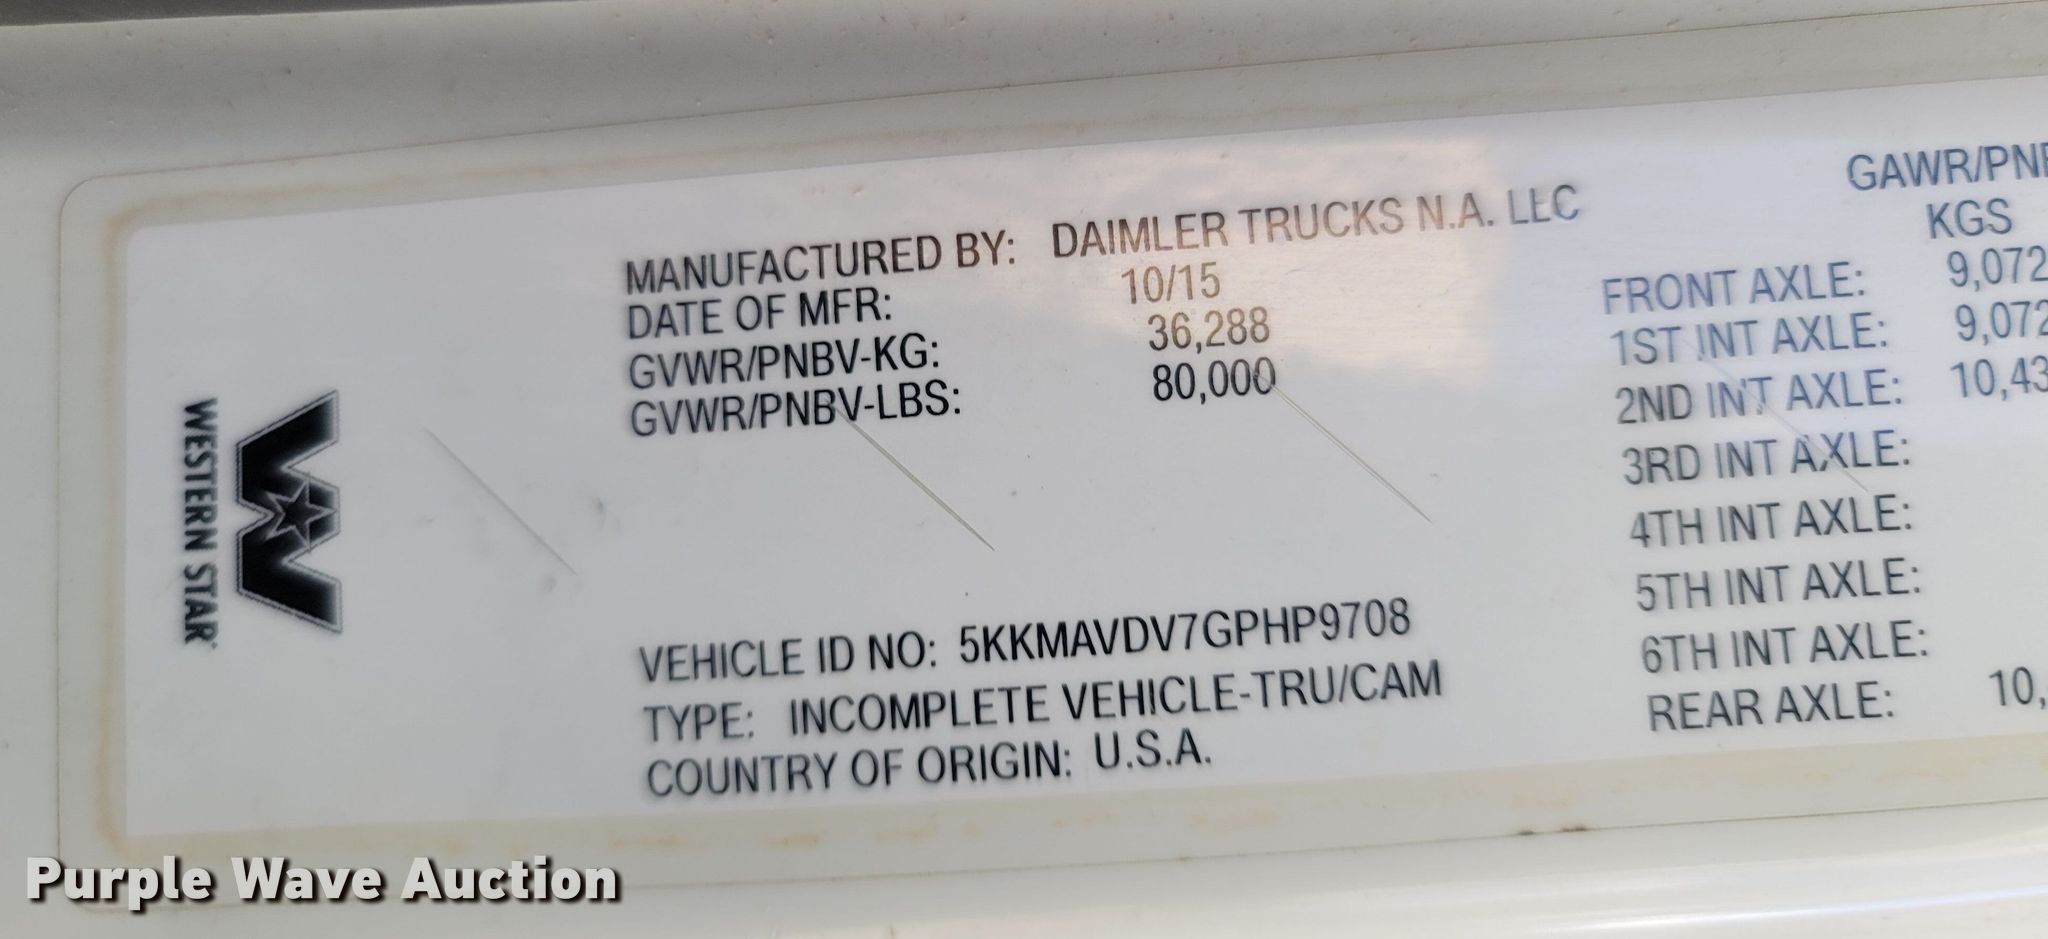 WESTERN STAR
MANUFACTURED BY: DAIMLER TRUCKS N.A. LLC
DATE OF MFR: 10/15
GVWR/PNBV-KG: 36,288
GVWR/PNBV-LBS: 80,000
VEHICLE ID NO: 5KKMAVDV7GPHP9708
TYPE: INCOMPLETE VEHICLE-TRU/CAM
COUNTRY OF ORIGIN: U.S.A.
GAWR/PN
KGS
FRONT AXLE: 9,072
1ST INT AXLE: 9,072
2ND INT AXLE: 10,43
3RD INT AXLE:
4TH INT AXLE:
5TH INT AXLE:
6TH INT AXLE:
REAR AXLE: 10,
Purple Wave Auction